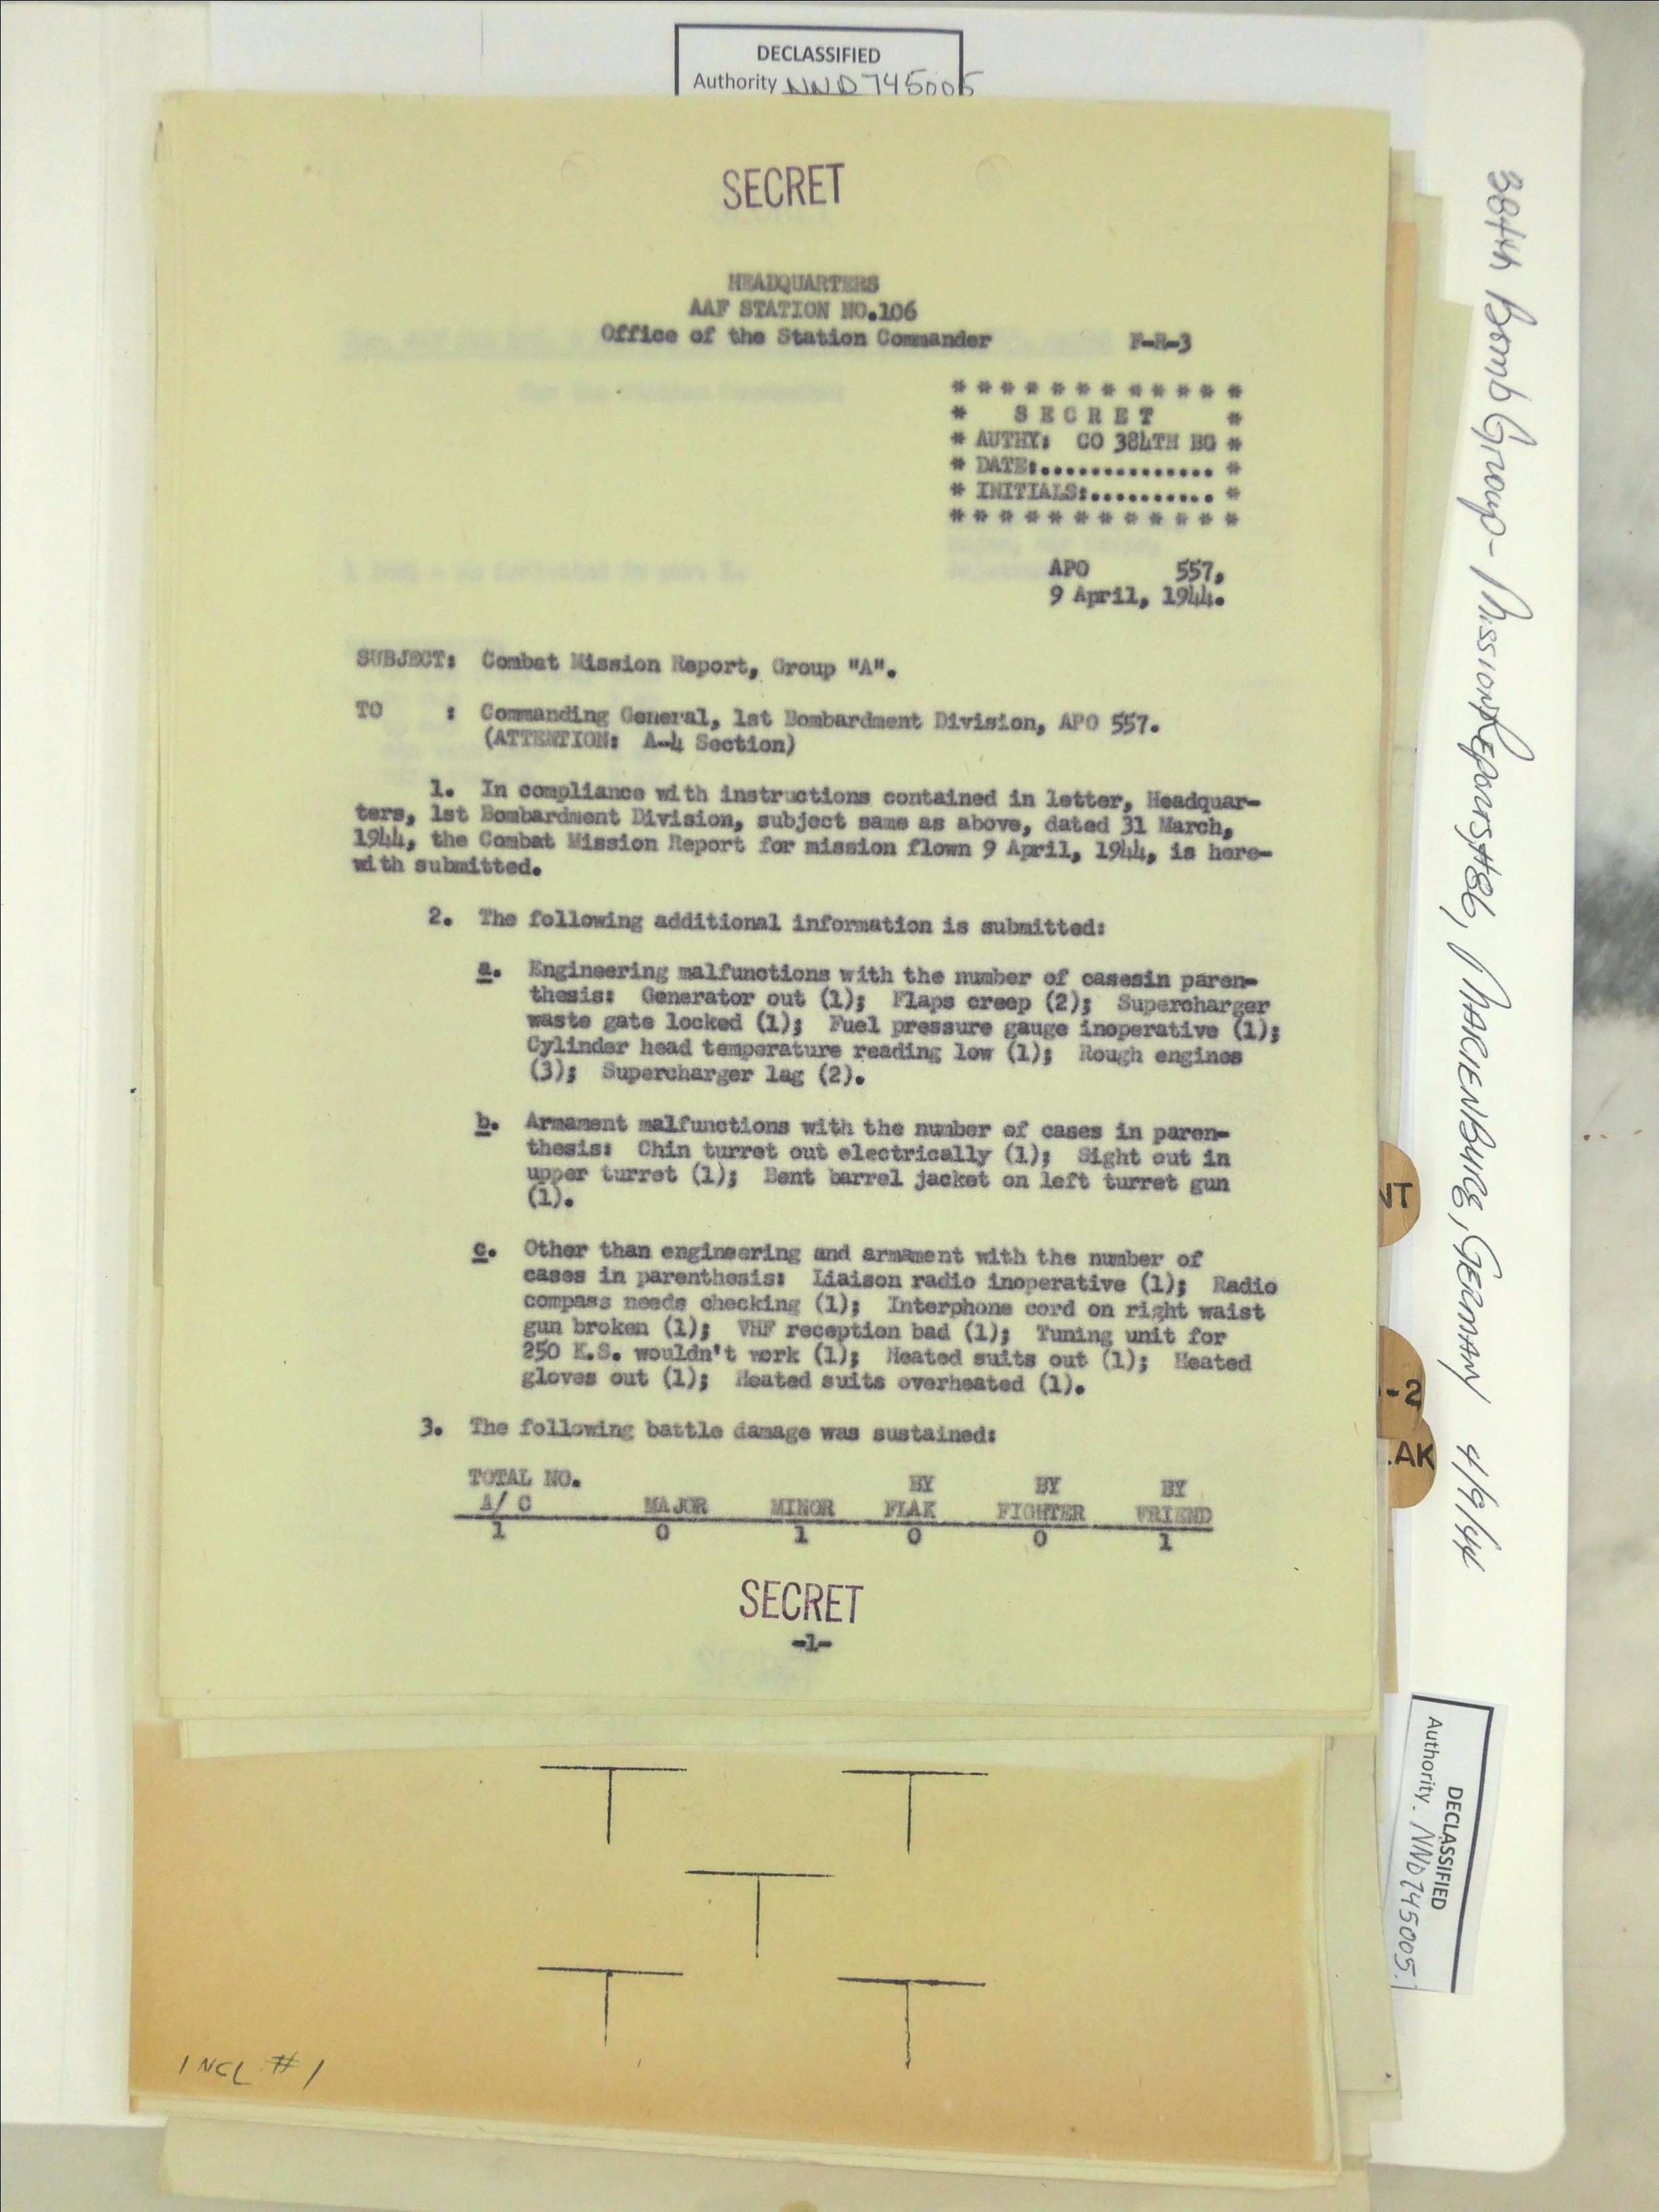 DECLASSIFIED
Authority NND 745005
SECRET
HEADQUARTERS
AAF STATION NO.106
Office of the Station Commander F-R-3
* * * * * * * * * * * *
* S E C R E T *
* AUTHY: CO 384TH BG *
* DATE:.............. *
* INITIALS:........... *
* * * * * * * * * * * *
APO 557,
9 April, 1944.
SUBJECT: Combat Mission Report, Group "A".
TO : Commanding General, 1st Bombardment Division, APO 557.
(ATTENTION: A-4 Section)
1. In compliance with instructions contained in letter, Headquar-
ters, 1st Bombardment Division, subject same as above, dated 31 March,
1944, the Combat Mission Report for mission flown 9 April, 1944, is here-
with submitted.
2. The following additional information is submitted:
a. Engineering malfunctions with the number of casesin paren-
thesis: Generator out (1); Flaps creep (2); Supercharger
waste gate locked (1); Fuel pressure gauge inoperative (1);
Cylinder head temperature reading low (1); Rough engines
(3); Supercharger lag (2).
b. Armament malfunctions with the number of cases in paren-
thesis: Chin turret out electrically (1); Sight out in
upper turret (1); Bent barrel jacket on left turret gun
(1).
c. Other than engineering and armament with the number of
cases in parenthesis: Liaison radio inoperative (1); Radio
compass needs checking (1); Interphone cord on right waist
gun broken (1); VHF reception bad (1); Tuning unit for
250 K.S. wouldn't work (1); Heated suits out (1); Heated
gloves out (1); Heated suits overheated (1).
3. The following battle damage was sustained:
TOTAL NO. BY BY BY
A/C MAJOR MINOR FLAK FIGHTER FRIEND
1 0 1 0 0 1
SECRET
-1-
INCL #1
384th Bomb Group - Mission Reports #86, MARIENBURG, GERMAN 4/9/44
NT
-2
AK
DECLASSIFIED
Authority. NND 745005.